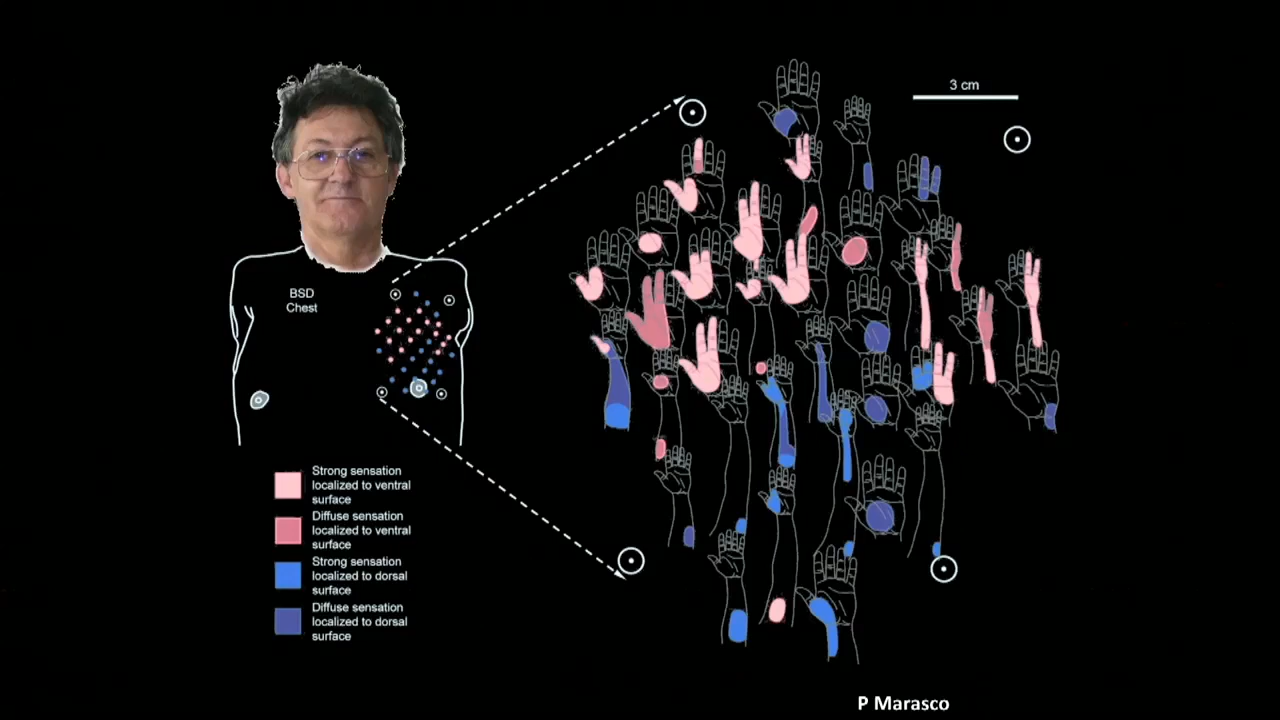 3 cm
BSD
Chest
Strong sensation
localized to ventral
surface
Diffuse sensation
localized to ventral
surface
Strong sensation
localized to dorsal
surface
Diffuse sensation
localized to dorsal
surface
P Marasco